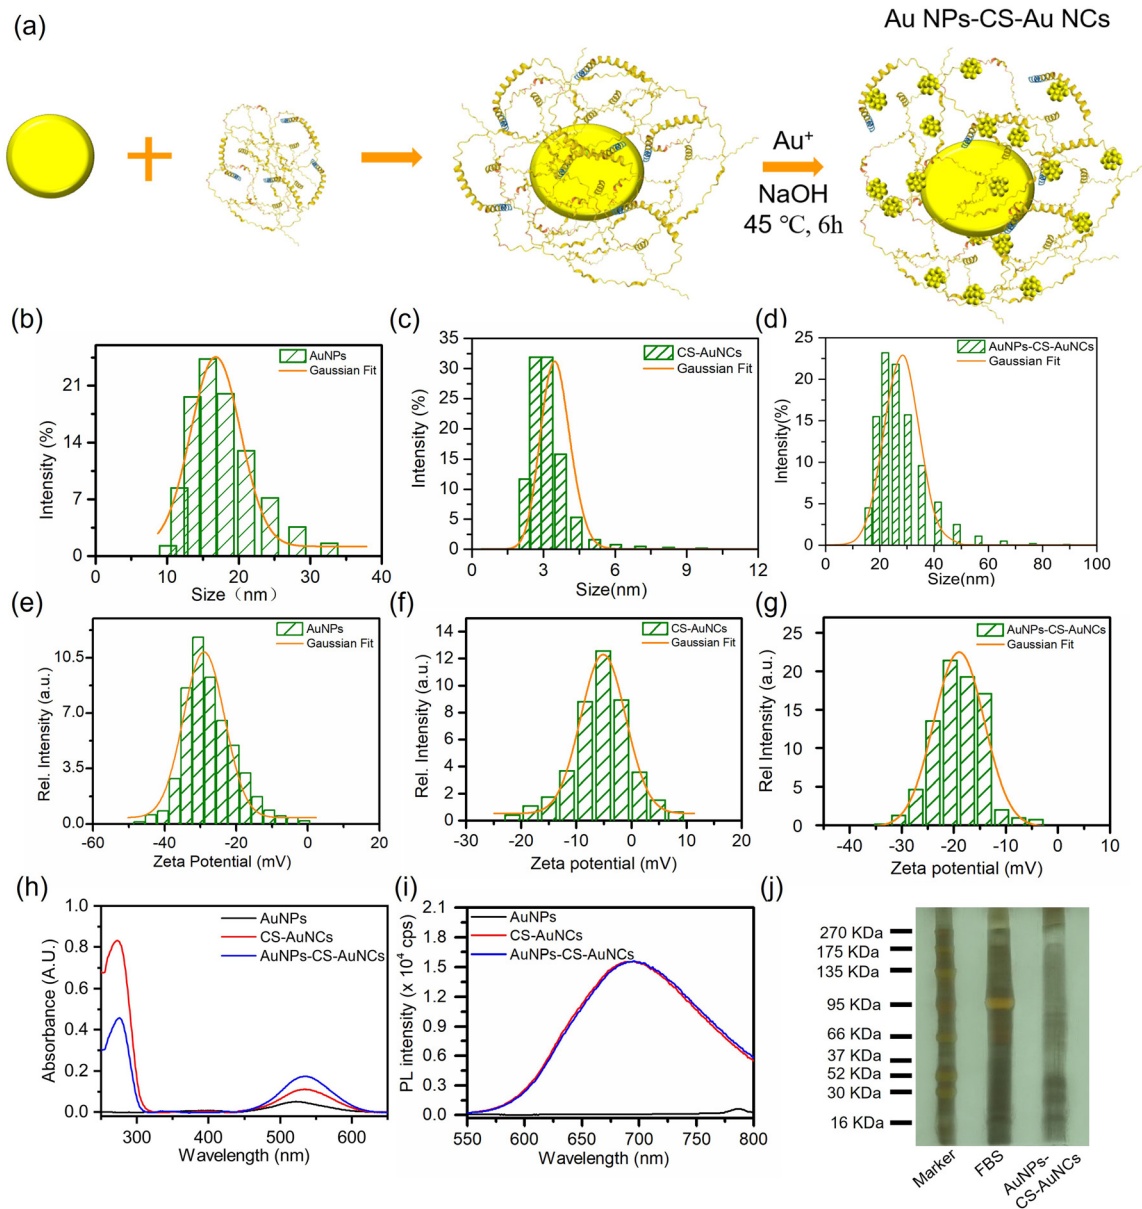 (a)
Au NPs-CS-Au NCs
Au⁺
NaOH
45 ℃, 6h
(b)
AuNPs
Gaussian Fit
21
14
7
0
0
10
20
30
40
Intensity (%)
Size（nm）
(c)
CS-AuNCs
Gaussian Fit
35
30
25
20
15
10
5
0
0
3
6
9
12
Intensity (%)
Size(nm)
(d)
AuNPs-CS-AuNCs
Gaussian Fit
25
20
15
10
5
0
0
20
40
60
80
100
Intensity(%)
Size(nm)
(e)
AuNPs
Gaussian Fit
10.5
7.0
3.5
0.0
-60
-40
-20
0
20
Rel. Intensity (a.u.)
Zeta Potential (mV)
(f)
CS-AuNCs
Gaussian Fit
14
12
10
8
6
4
2
0
-30
-20
-10
0
10
20
Rel. Intensity (a.u.)
Zeta potential (mV)
(g)
AuNPs-CS-AuNCs
Gaussian Fit
25
20
15
10
5
0
-40
-30
-20
-10
0
10
Rel Intensity (a.u.)
Zeta potential (mV)
(h)
AuNPs
CS-AuNCs
AuNPs-CS-AuNCs
1.0
0.8
0.6
0.4
0.2
0.0
300
400
500
600
Absorbance (A.U.)
Wavelength (nm)
(i)
AuNPs
CS-AuNCs
AuNPs-CS-AuNCs
2.1
1.8
1.5
1.2
0.9
0.6
0.3
0.0
550
600
650
700
750
800
PL intensity (x 10⁴ cps)
Wavelength (nm)
(j)
270 KDa
175 KDa
135 KDa
95 KDa
66 KDa
37 KDa
52 KDa
30 KDa
16 KDa
Marker
FBS
AuNPs-
CS-AuNCs